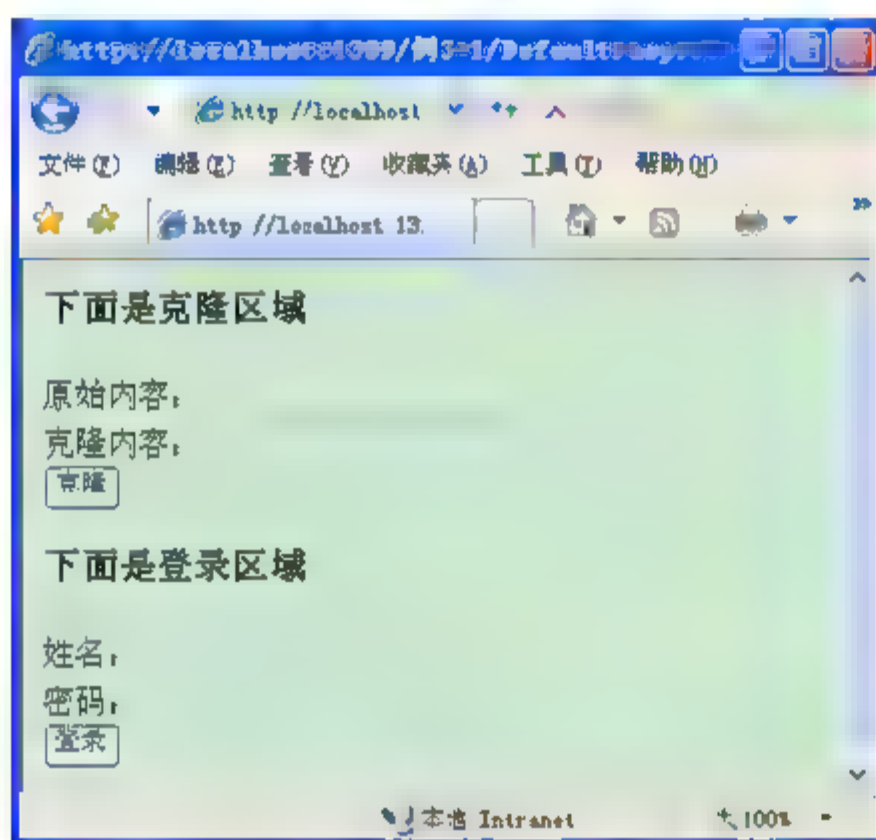 http //localhost
文件(F) 编辑(E) 查看(V) 收藏夹(A) 工具(T) 帮助(H)
http //localhost 13.
下面是克隆区域
原始内容:
克隆内容:
克隆
下面是登录区域
姓名:
密码:
登录
本地 Intranet 100%